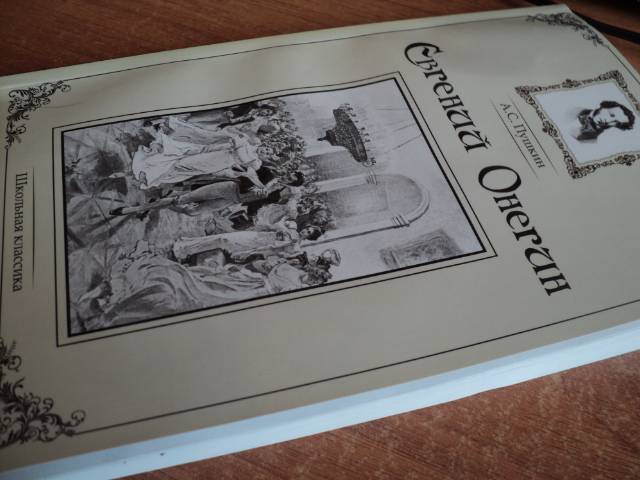 А.С. Пушкин
Евгений Онегин
Школьная классика